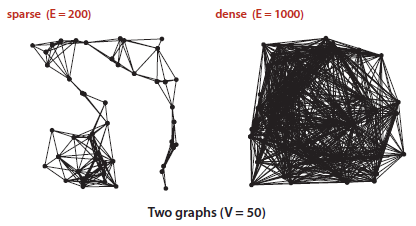 sparse (E = 200)
dense (E = 1000)
Two graphs (V = 50)